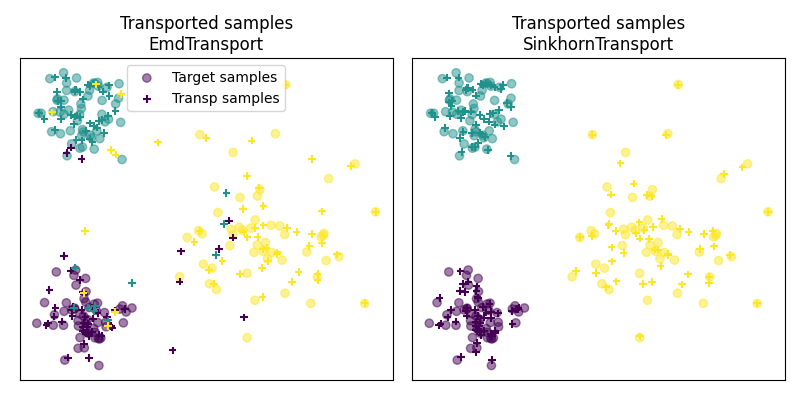 Transported samples
EmdTransport
Target samples
Transp samples
Transported samples
SinkhornTransport